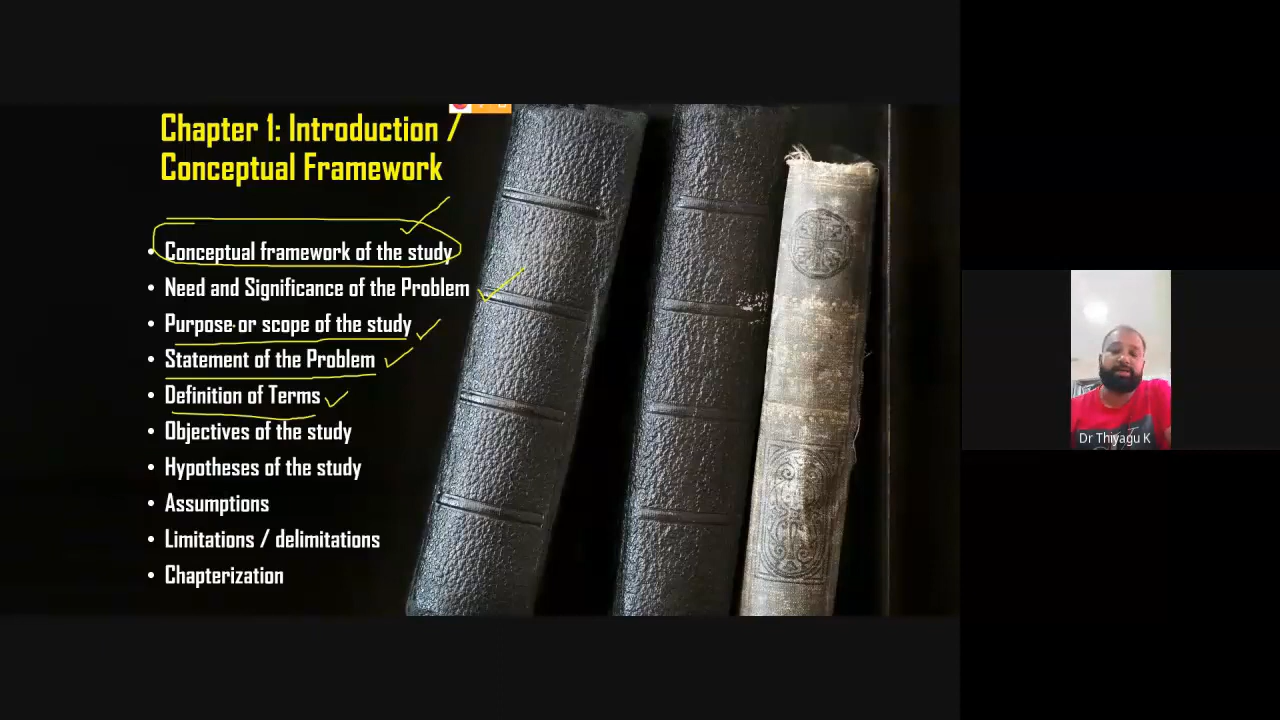 Chapter 1: Introduction /
Conceptual Framework
• Conceptual framework of the study
• Need and Significance of the Problem
• Purpose or scope of the study
• Statement of the Problem
• Definition of Terms
• Objectives of the study
• Hypotheses of the study
• Assumptions
• Limitations / delimitations
• Chapterization
Dr Thiyagu K